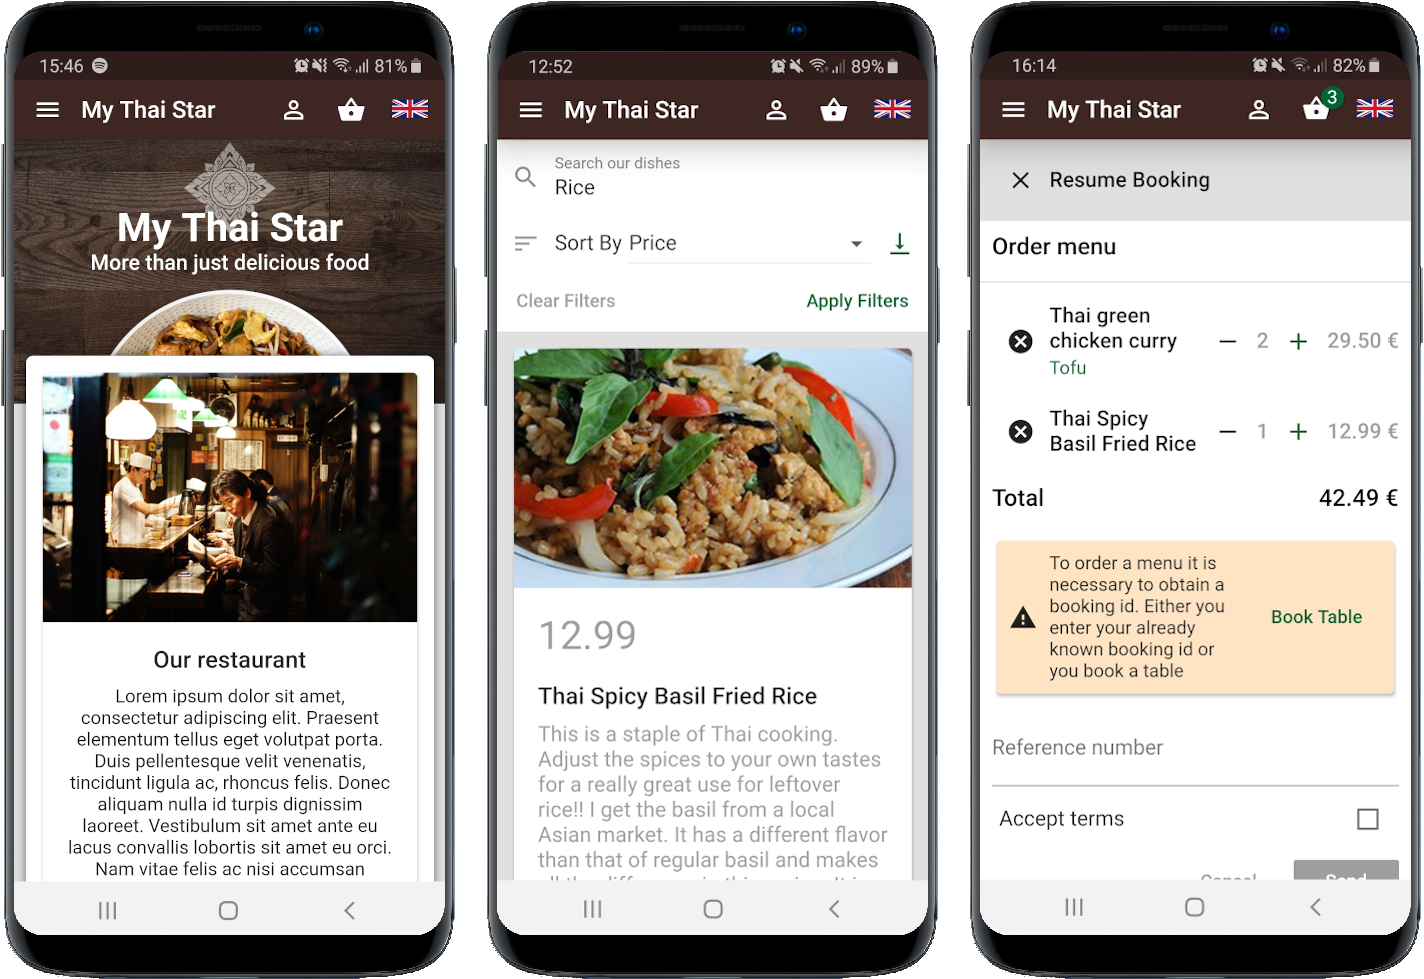 15:46
81%
My Thai Star
My Thai Star
More than just delicious food
Our restaurant
Lorem ipsum dolor sit amet,
consectetur adipiscing elit. Praesent
elementum tellus eget volutpat porta.
Duis pellentesque velit venenatis,
tincidunt ligula ac, rhoncus felis. Donec
aliquam nulla id turpis dignissim
laoreet. Vestibulum sit amet ante eu
lacus convallis lobortis sit amet eu orci.
Nam vitae felis ac nisi accumsan
12:52
89%
My Thai Star
Search our dishes
Rice
Sort By Price
Clear Filters Apply Filters
12.99
Thai Spicy Basil Fried Rice
This is a staple of Thai cooking.
Adjust the spices to your own tastes
for a really great use for leftover
rice!! I get the basil from a local
Asian market. It has a different flavor
than that of regular basil and makes
16:14
82%
My Thai Star
3
Resume Booking
Order menu
Thai green
chicken curry
Tofu
− 2 + 29.50 €
Thai Spicy
Basil Fried Rice
− 1 + 12.99 €
Total 42.49 €
To order a menu it is
necessary to obtain a
booking id. Either you
enter your already
known booking id or
you book a table
Book Table
Reference number
Accept terms
Cancel Send